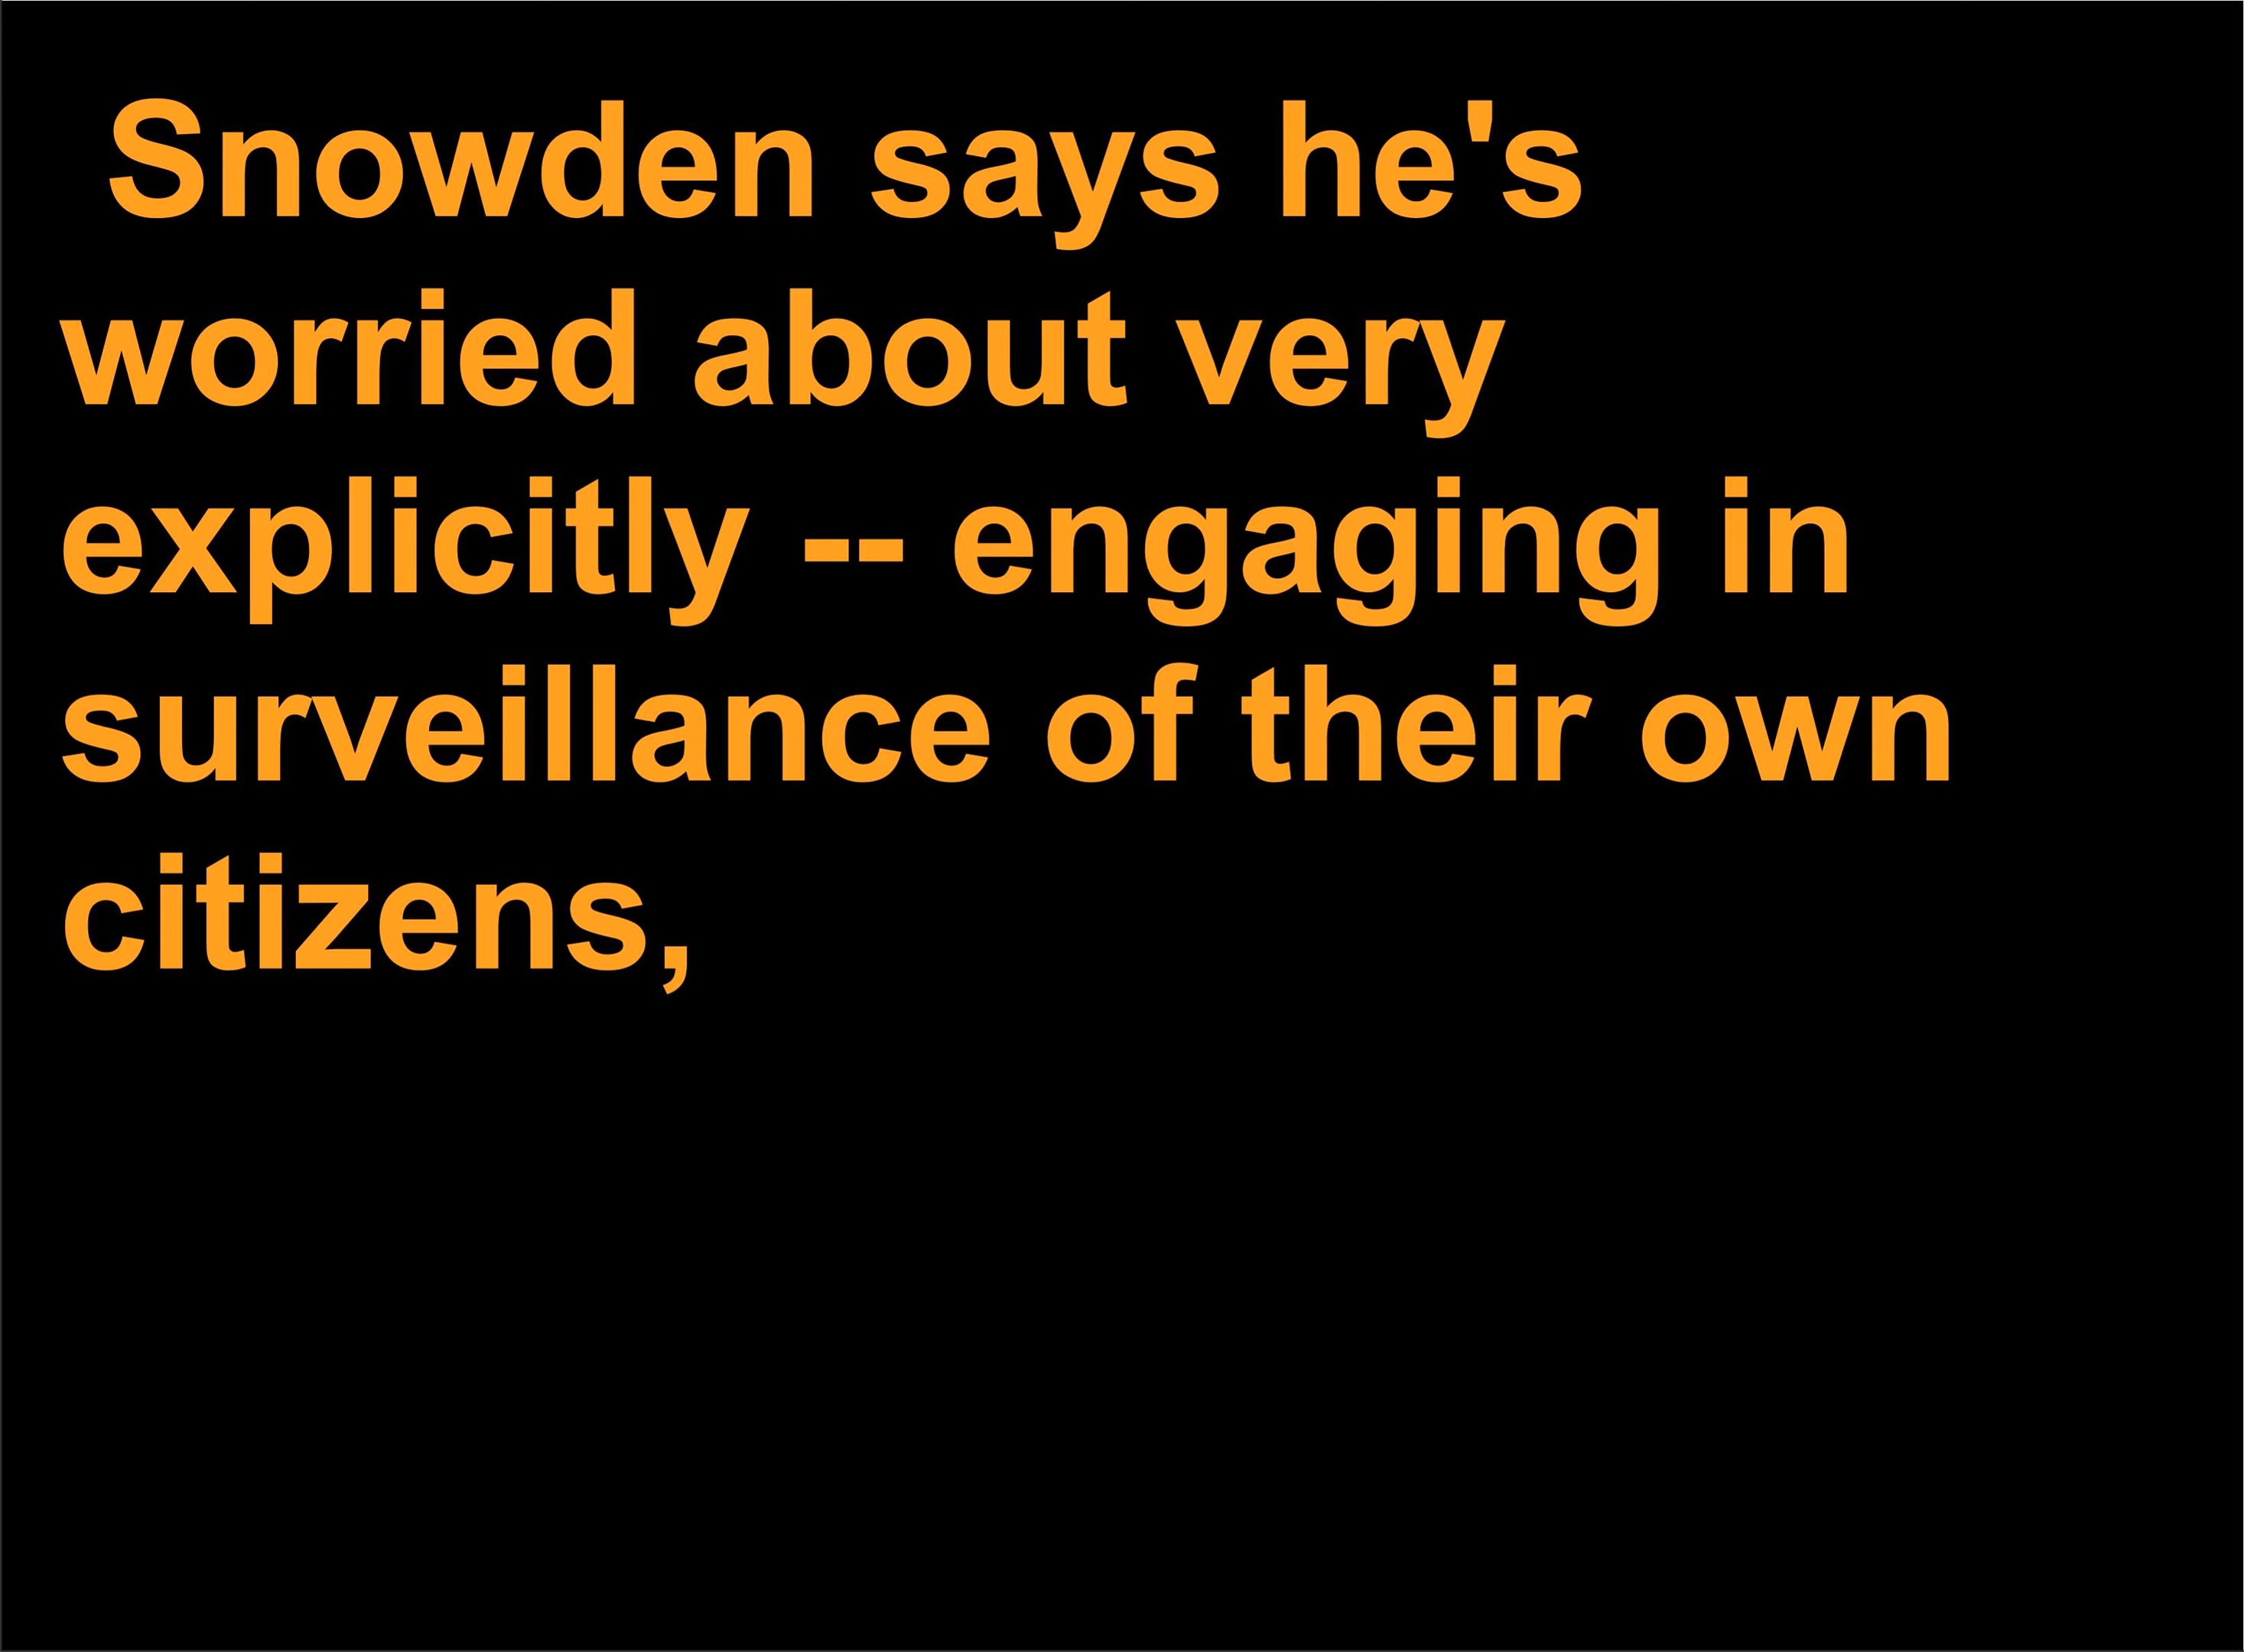 Snowden says he's
worried about very
explicitly -- engaging in
surveillance of their own
citizens,